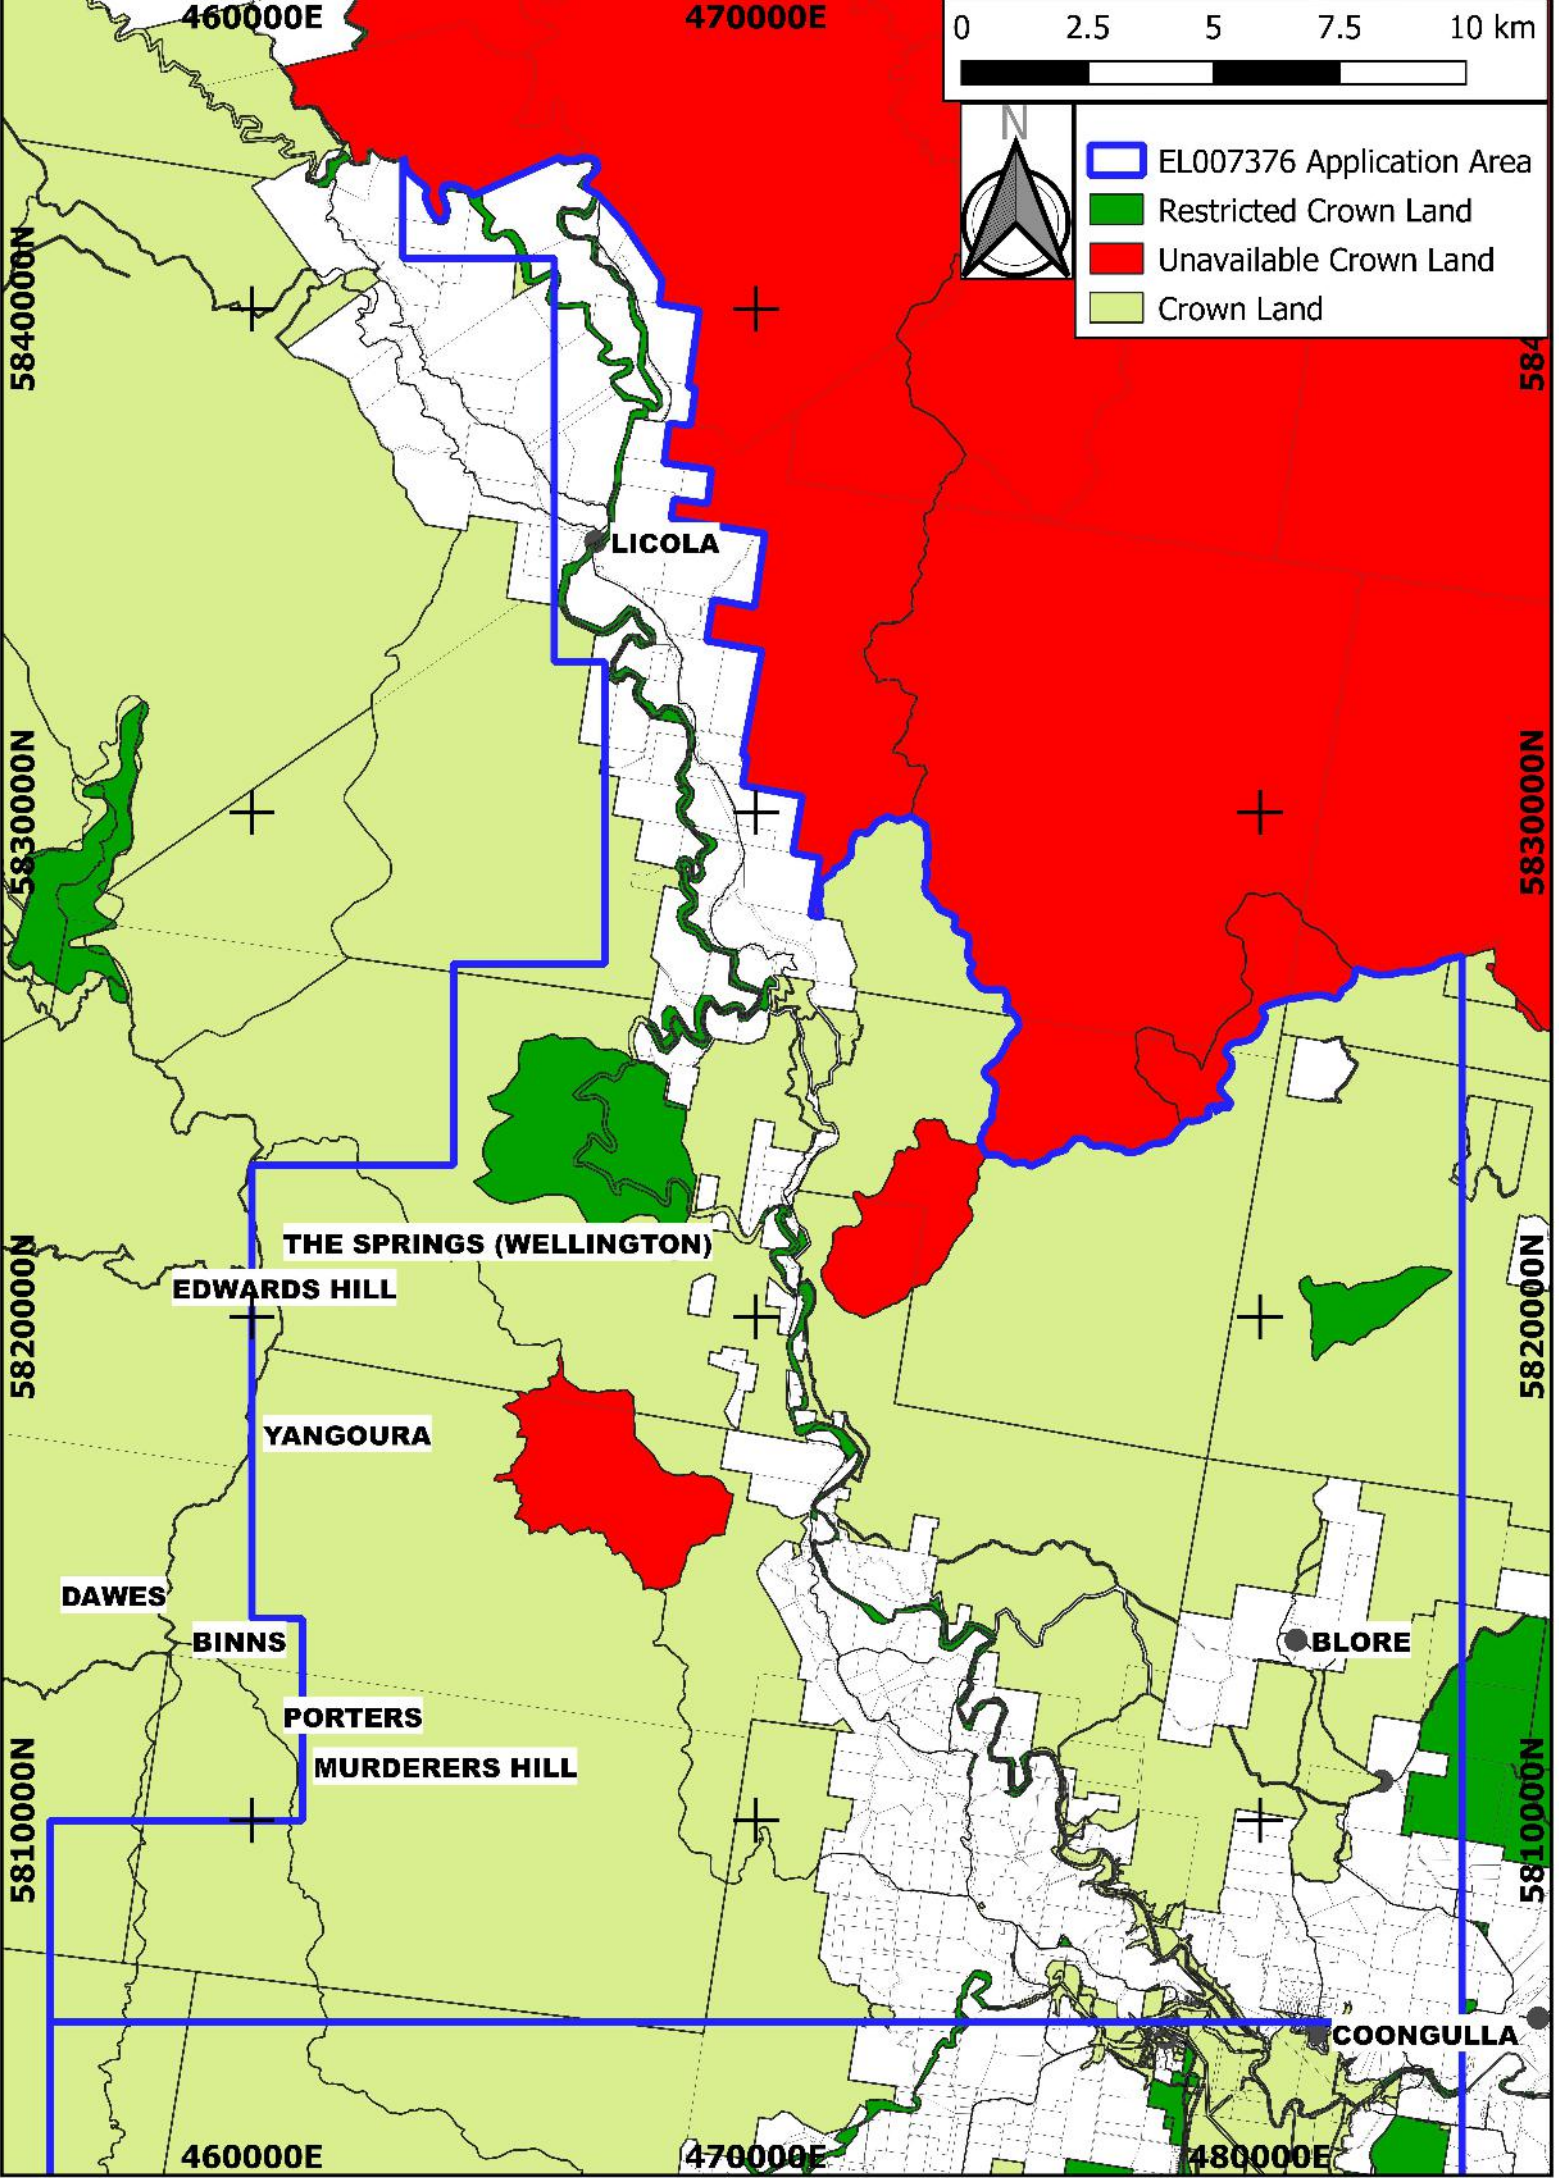 460000E
470000E
0 2.5 5 7.5 10 km
N
EL007376 Application Area
Restricted Crown Land
Unavailable Crown Land
Crown Land
5840000N
584
LICOLA
5830000N
5830000N
THE SPRINGS (WELLINGTON)
EDWARDS HILL
5820000N
5820000N
YANGOURA
DAWES
BINNS
BLORE
PORTERS
MURDERERS HILL
5810000N
5810000N
COONGULLA
460000E
470000E
480000E